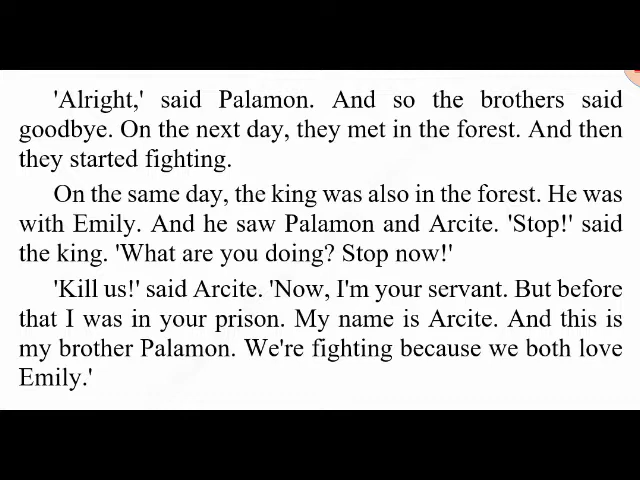 'Alright,' said Palamon. And so the brothers said
goodbye. On the next day, they met in the forest. And then
they started fighting.
On the same day, the king was also in the forest. He was
with Emily. And he saw Palamon and Arcite. 'Stop!' said
the king. 'What are you doing? Stop now!'
'Kill us!' said Arcite. 'Now, I'm your servant. But before
that I was in your prison. My name is Arcite. And this is
my brother Palamon. We're fighting because we both love
Emily.'